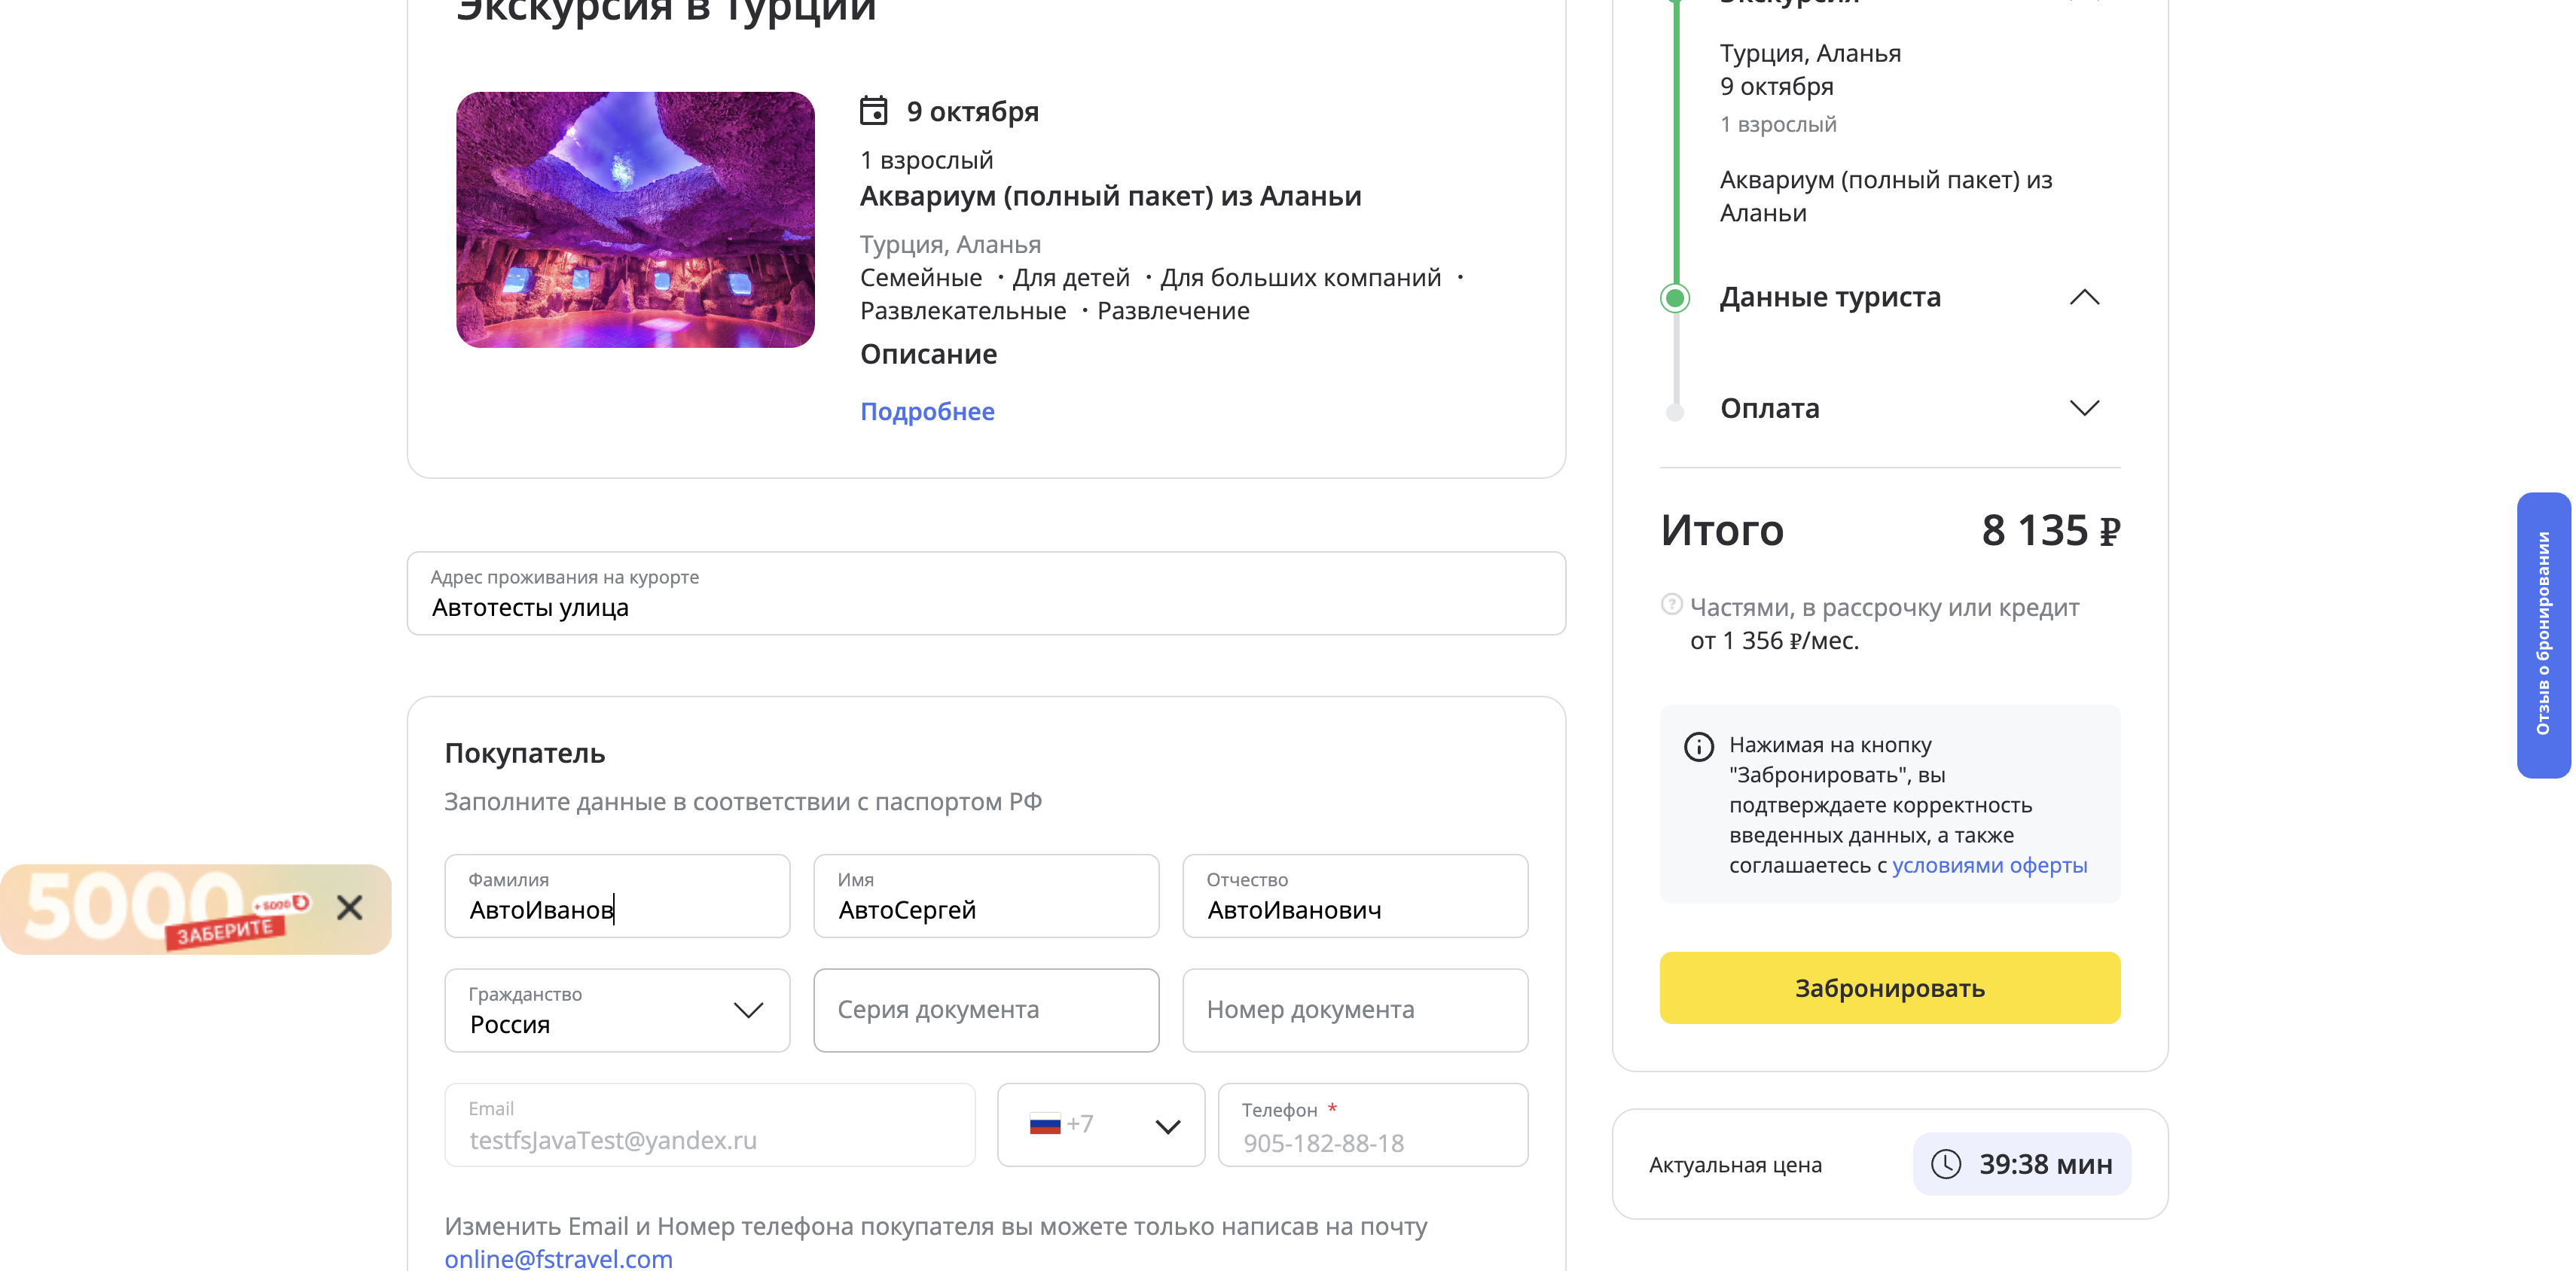 Экскурсия в Турции
9 октября
1 взрослый
Аквариум (полный пакет) из Аланьи
Турция, Аланья
Семейные · Для детей · Для больших компаний ·
Развлекательные · Развлечение
Описание
Подробнее
Адрес проживания на курорте
Автотесты улица
Покупатель
Заполните данные в соответствии с паспортом РФ
Фамилия
АвтоИванов
Имя
АвтоСергей
Отчество
АвтоИванович
Гражданство
Россия
Серия документа
Номер документа
Email
testfsJavaTest@yandex.ru
+7
Телефон *
905-182-88-18
Изменить Email и Номер телефона покупателя вы можете только написав на почту
online@fstravel.com
5000
+5000
ЗАБЕРИТЕ
Экскурсия
Турция, Аланья
9 октября
1 взрослый
Аквариум (полный пакет) из
Аланьи
Данные туриста
Оплата
Итого 8 135 ₽
Частями, в рассрочку или кредит
от 1 356 ₽/мес.
Нажимая на кнопку
"Забронировать", вы
подтверждаете корректность
введенных данных, а также
соглашаетесь с условиями оферты
Забронировать
Актуальная цена 39:38 мин
Отзыв о бронировании